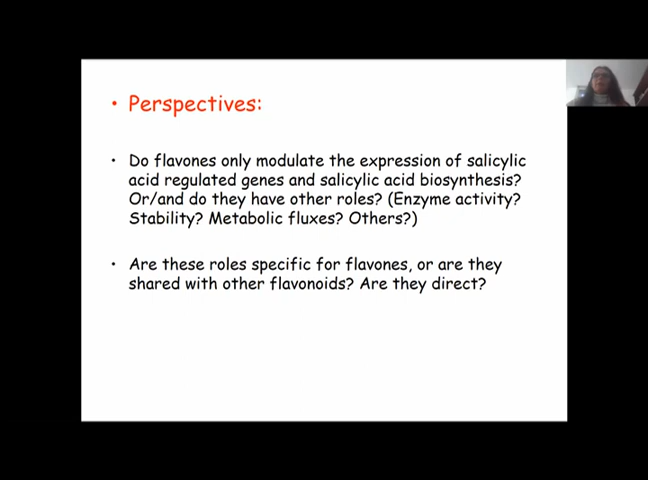 • Perspectives:
• Do flavones only modulate the expression of salicylic
acid regulated genes and salicylic acid biosynthesis?
Or/and do they have other roles? (Enzyme activity?
Stability? Metabolic fluxes? Others?)
• Are these roles specific for flavones, or are they
shared with other flavonoids? Are they direct?